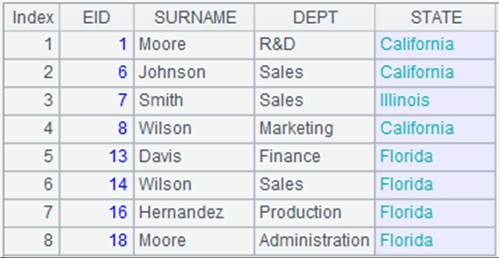 Index EID SURNAME DEPT STATE
1 1 Moore R&D California
2 6 Johnson Sales California
3 7 Smith Sales Illinois
4 8 Wilson Marketing California
5 13 Davis Finance Florida
6 14 Wilson Sales Florida
7 16 Hernandez Production Florida
8 18 Moore Administration Florida